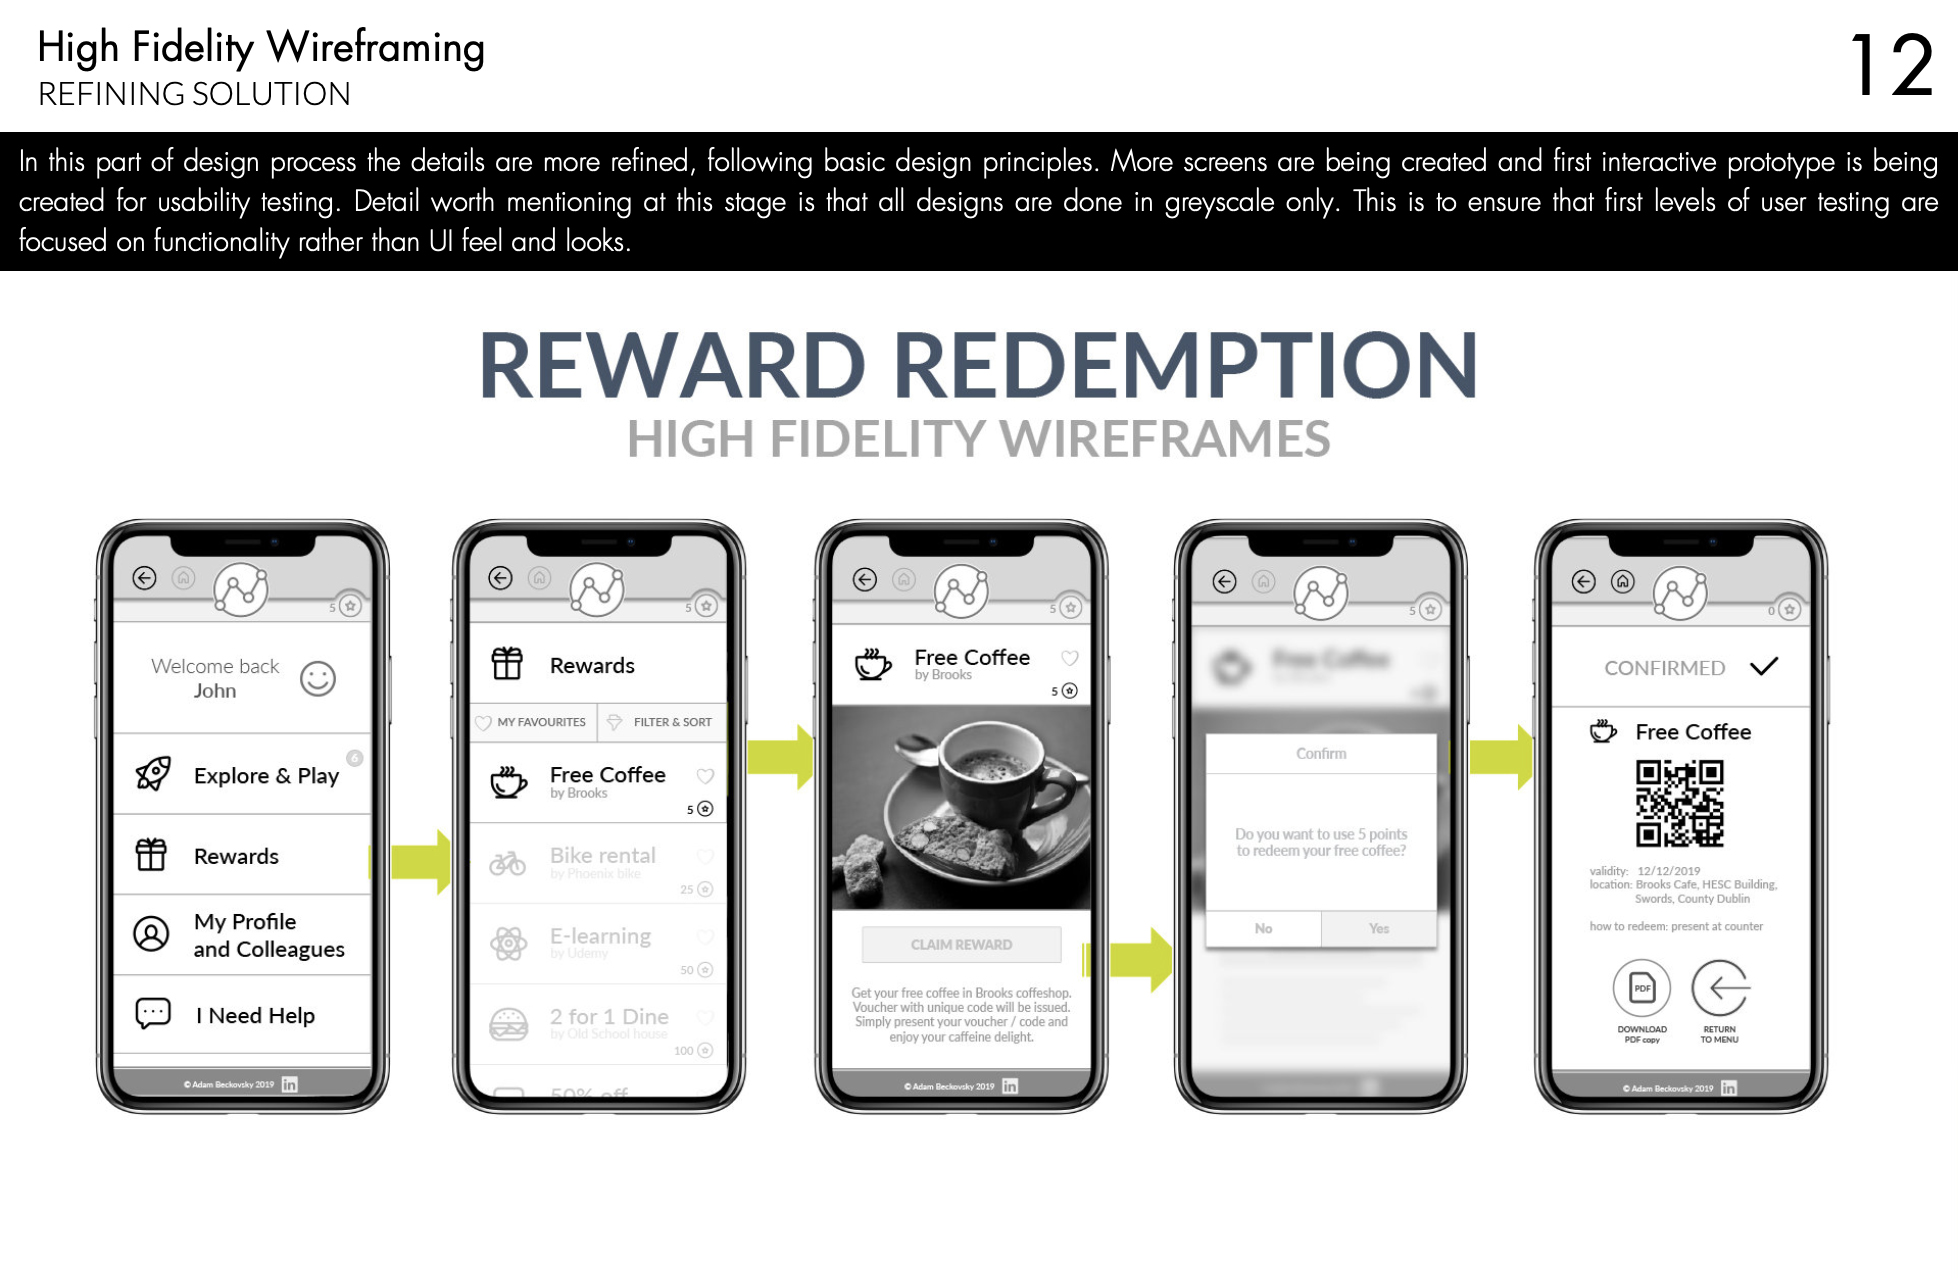 High Fidelity Wireframing
REFINING SOLUTION
12
In this part of design process the details are more refined, following basic design principles. More screens are being created and first interactive prototype is being
created for usability testing. Detail worth mentioning at this stage is that all designs are done in greyscale only. This is to ensure that first levels of user testing are
focused on functionality rather than UI feel and looks.
REWARD REDEMPTION
HIGH FIDELITY WIREFRAMES
5
Welcome back
John
Explore & Play
6
Rewards
My Profile
and Colleagues
I Need Help
© Adam Beckovsky 2019 in
5
Rewards
MY FAVOURITES
FILTER & SORT
Free Coffee
by Brooks
5
Bike rental
by Phoenix bike
25
E-learning
by Udemy
50
2 for 1 Dine
by Old School house
100
50% off
5
Free Coffee
by Brooks
5
CLAIM REWARD
Get your free coffee in Brooks coffeshop.
Voucher with unique code will be issued.
Simply present your voucher / code and
enjoy your caffeine delight.
© Adam Beckovsky 2019 in
5
Free Coffee
Confirm
Do you want to use 5 points
to redeem your free coffee?
No
Yes
0
CONFIRMED
Free Coffee
validity: 12/12/2019
location: Brooks Cafe, HESC Building,
Swords, County Dublin
how to redeem: present at counter
PDF
DOWNLOAD
PDF copy
RETURN
TO MENU
© Adam Beckovsky 2019 in